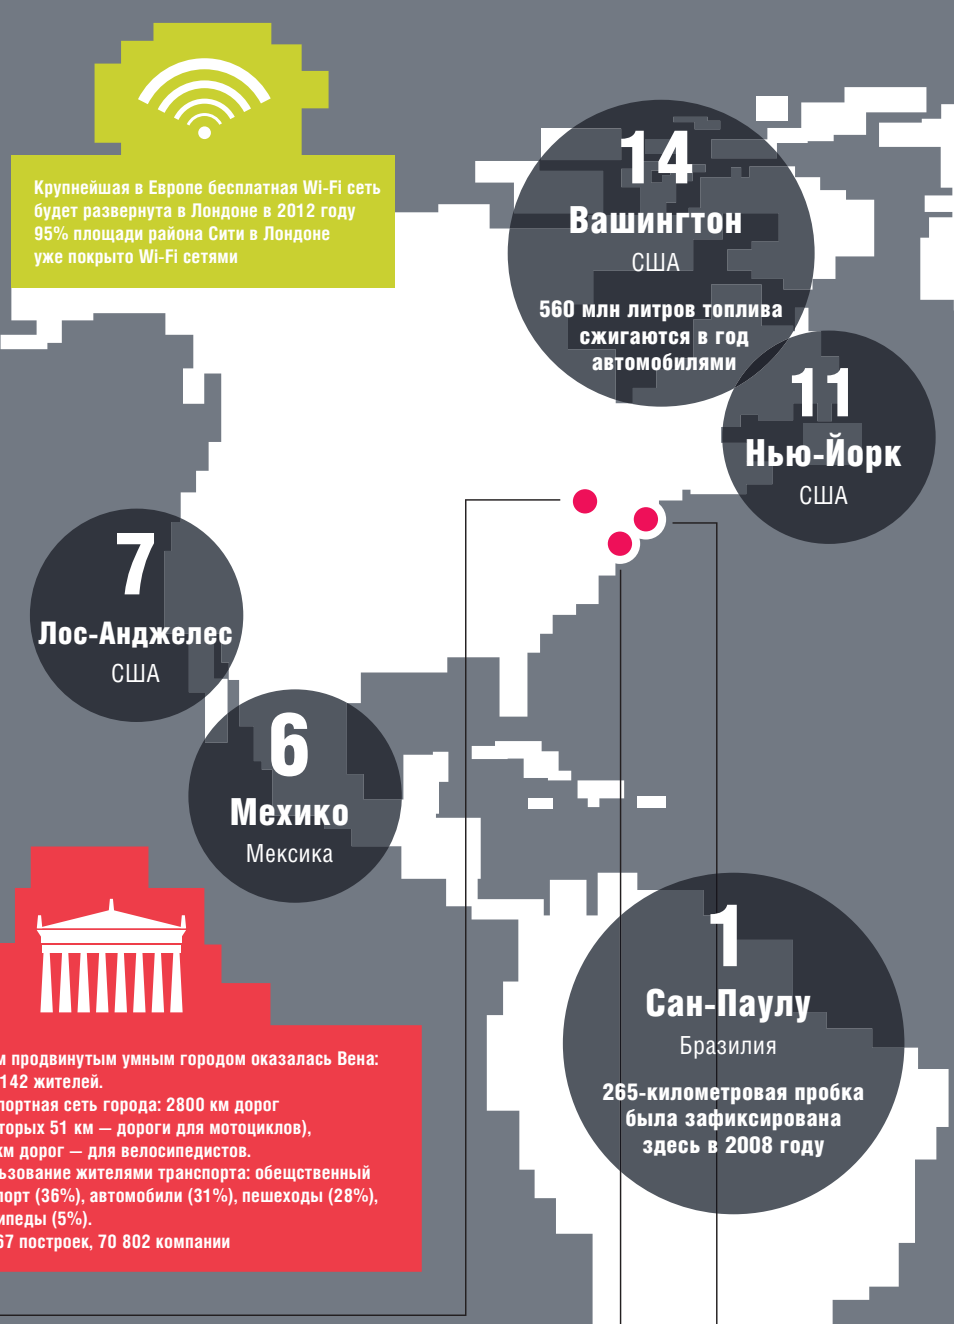 Крупнейшая в Европе бесплатная Wi-Fi сеть
будет развернута в Лондоне в 2012 году
95% площади района Сити в Лондоне
уже покрыто Wi-Fi сетями
14
Вашингтон
США
560 млн литров топлива
сжигаются в год
автомобилями
11
Нью-Йорк
США
7
Лос-Анджелес
США
6
Мехико
Мексика
1
Сан-Паулу
Бразилия
265-километровая пробка
была зафиксирована
здесь в 2008 году
м продвинутым умным городом оказалась Вена:
142 жителей.
портная сеть города: 2800 км дорог
торых 51 км — дороги для мотоциклов),
км дорог — для велосипедистов.
льзование жителями транспорта: обещственный
порт (36%), автомобили (31%), пешеходы (28%),
ипеды (5%).
67 построек, 70 802 компании